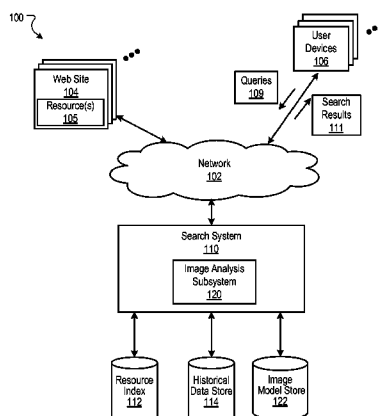 100
Web Site
104
Resource(s)
105
User
Devices
106
Queries
109
Search
Results
111
Network
102
Search System
110
Image Analysis
Subsystem
120
Resource
Index
112
Historical
Data Store
114
Image
Model Store
122